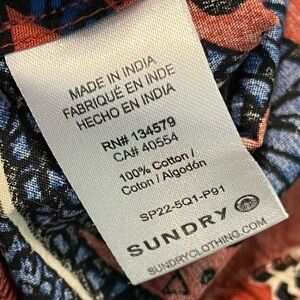 MADE IN INDIA
FABRIQUÉ EN INDE
HECHO EN INDIA
RN# 134579
CA# 40554
100% Cotton /
Coton / Algodón
SP22-5Q1-P91
SUNDRY
SUNDRYCLOTHING.COM